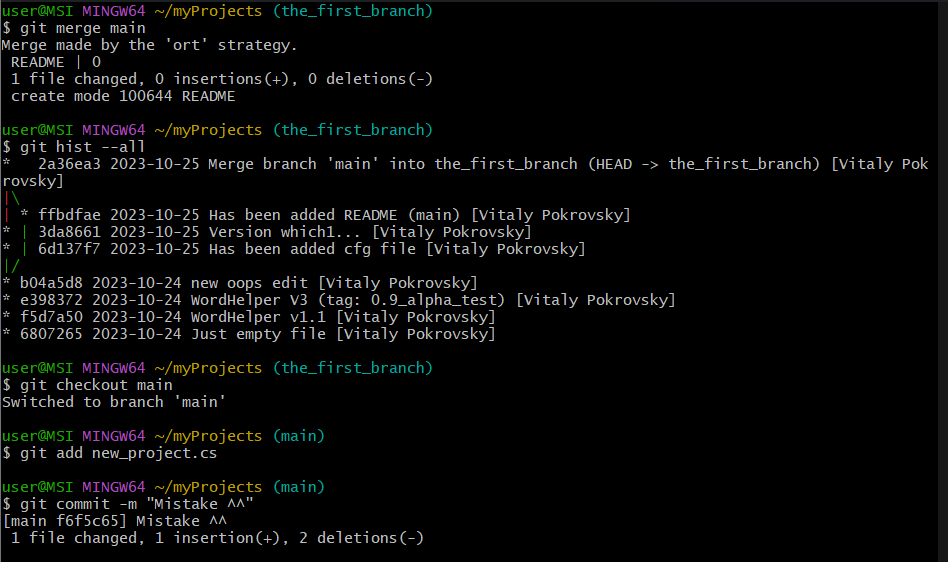 user@MSI MINGW64 ~/myProjects (the_first_branch)
$ git merge main
Merge made by the 'ort' strategy.
 README | 0
 1 file changed, 0 insertions(+), 0 deletions(-)
 create mode 100644 README

user@MSI MINGW64 ~/myProjects (the_first_branch)
$ git hist --all
*   2a36ea3 2023-10-25 Merge branch 'main' into the_first_branch (HEAD -> the_first_branch) [Vitaly Pok
rovsky]
|\
| * ffbdfae 2023-10-25 Has been added README (main) [Vitaly Pokrovsky]
* | 3da8661 2023-10-25 Version which1... [Vitaly Pokrovsky]
* | 6d137f7 2023-10-25 Has been added cfg file [Vitaly Pokrovsky]
|/
* b04a5d8 2023-10-24 new oops edit [Vitaly Pokrovsky]
* e398372 2023-10-24 WordHelper V3 (tag: 0.9_alpha_test) [Vitaly Pokrovsky]
* f5d7a50 2023-10-24 WordHelper v1.1 [Vitaly Pokrovsky]
* 6807265 2023-10-24 Just empty file [Vitaly Pokrovsky]

user@MSI MINGW64 ~/myProjects (the_first_branch)
$ git checkout main
Switched to branch 'main'

user@MSI MINGW64 ~/myProjects (main)
$ git add new_project.cs

user@MSI MINGW64 ~/myProjects (main)
$ git commit -m "Mistake ^^"
[main f6f5c65] Mistake ^^
 1 file changed, 1 insertion(+), 2 deletions(-)